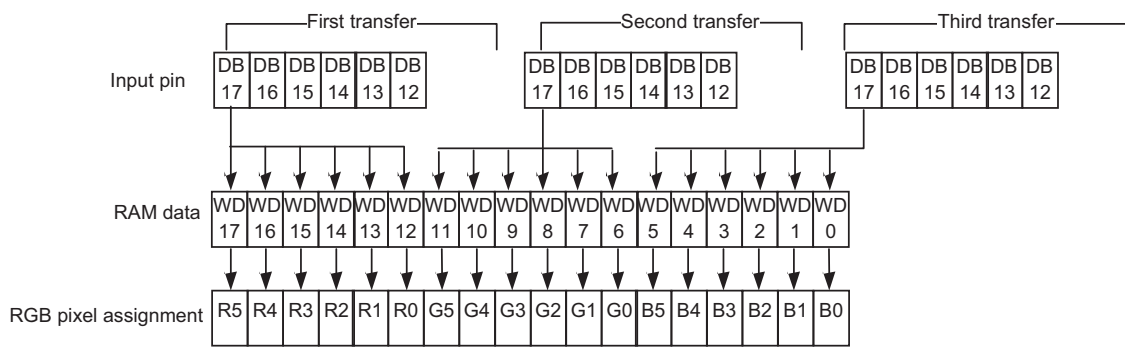 First transfer Second transfer Third transfer
Input pin DB 17 DB 16 DB 15 DB 14 DB 13 DB 12 DB 17 DB 16 DB 15 DB 14 DB 13 DB 12 DB 17 DB 16 DB 15 DB 14 DB 13 DB 12
RAM data WD 17 WD 16 WD 15 WD 14 WD 13 WD 12 WD 11 WD 10 WD 9 WD 8 WD 7 WD 6 WD 5 WD 4 WD 3 WD 2 WD 1 WD 0
RGB pixel assignment R5 R4 R3 R2 R1 R0 G5 G4 G3 G2 G1 G0 B5 B4 B3 B2 B1 B0